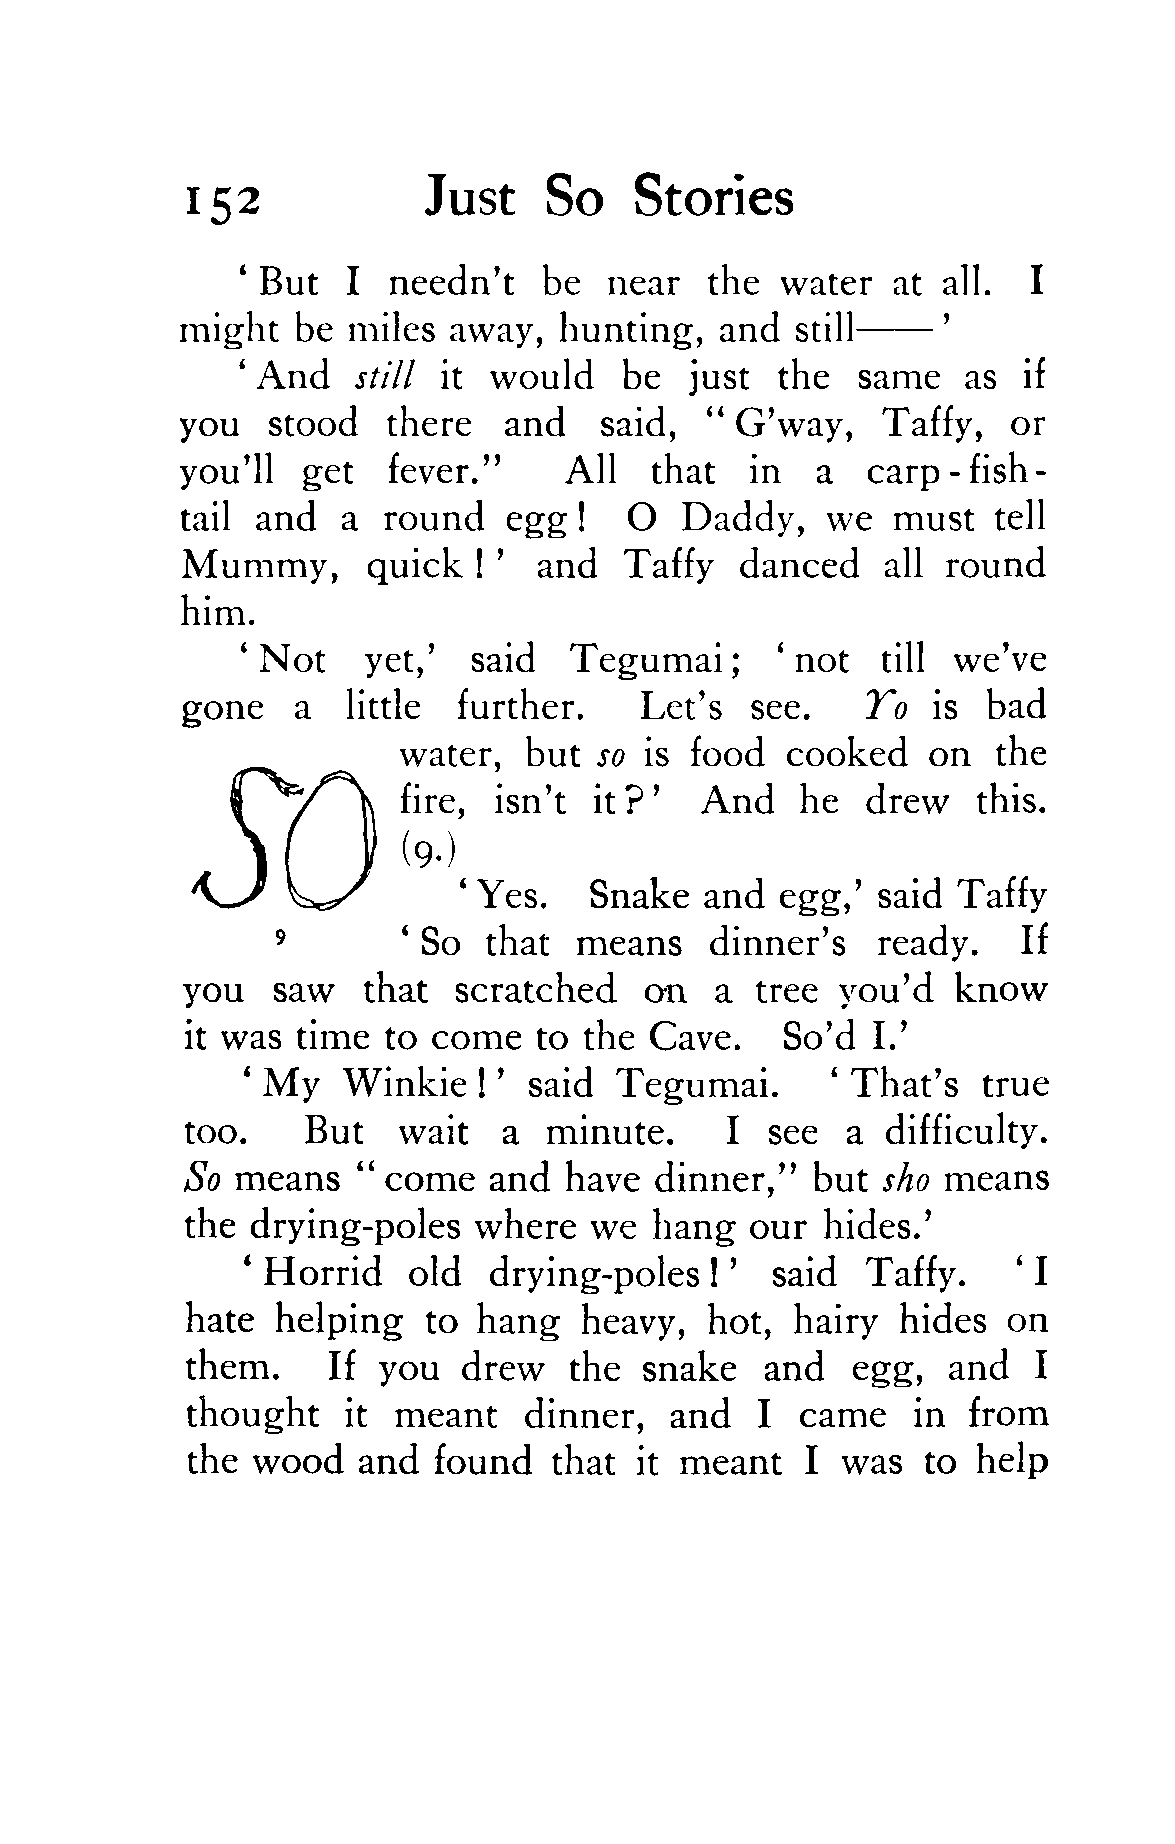 152 Just So Stories
‘But I needn’t be near the water at all. I
might be miles away, hunting, and still——’
‘And still it would be just the same as if
you stood there and said, “G’way, Taffy, or
you’ll get fever.” All that in a carp-fish-
tail and a round egg! O Daddy, we must tell
Mummy, quick!’ and Taffy danced all round
him.
‘Not yet,’ said Tegumai; ‘not till we’ve
gone a little further. Let’s see. Yo is bad
water, but so is food cooked on the
fire, isn’t it?’ And he drew this.
(9.)
SO
9
‘Yes. Snake and egg,’ said Taffy
‘So that means dinner’s ready. If
you saw that scratched on a tree you’d know
it was time to come to the Cave. So’d I.’
‘My Winkie!’ said Tegumai. ‘That’s true
too. But wait a minute. I see a difficulty.
So means “come and have dinner,” but sho means
the drying-poles where we hang our hides.’
‘Horrid old drying-poles!’ said Taffy. ‘I
hate helping to hang heavy, hot, hairy hides on
them. If you drew the snake and egg, and I
thought it meant dinner, and I came in from
the wood and found that it meant I was to help